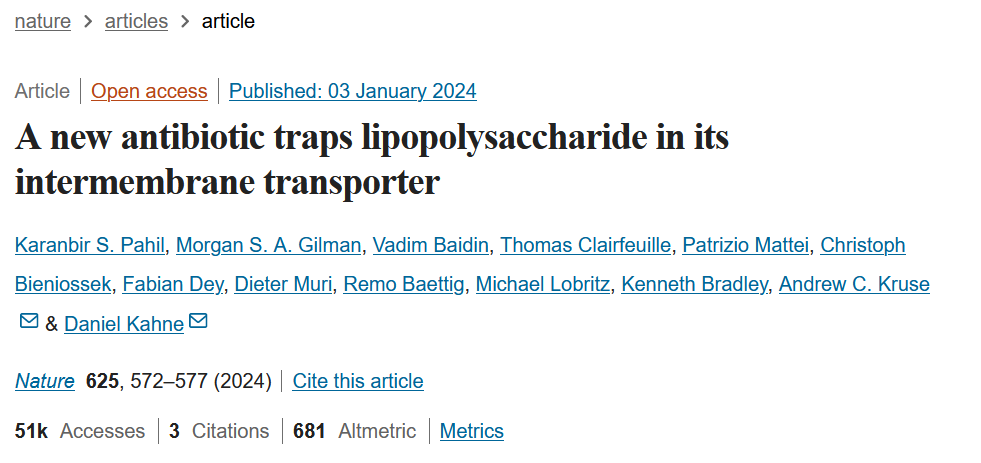 nature > articles > article
Article | Open access | Published: 03 January 2024
A new antibiotic traps lipopolysaccharide in its
intermembrane transporter
Karanbir S. Pahil, Morgan S. A. Gilman, Vadim Baidin, Thomas Clairfeuille, Patrizio Mattei, Christoph
Bieniossek, Fabian Dey, Dieter Muri, Remo Baettig, Michael Lobritz, Kenneth Bradley, Andrew C. Kruse
& Daniel Kahne
Nature 625, 572–577 (2024) | Cite this article
51k Accesses | 3 Citations | 681 Altmetric | Metrics